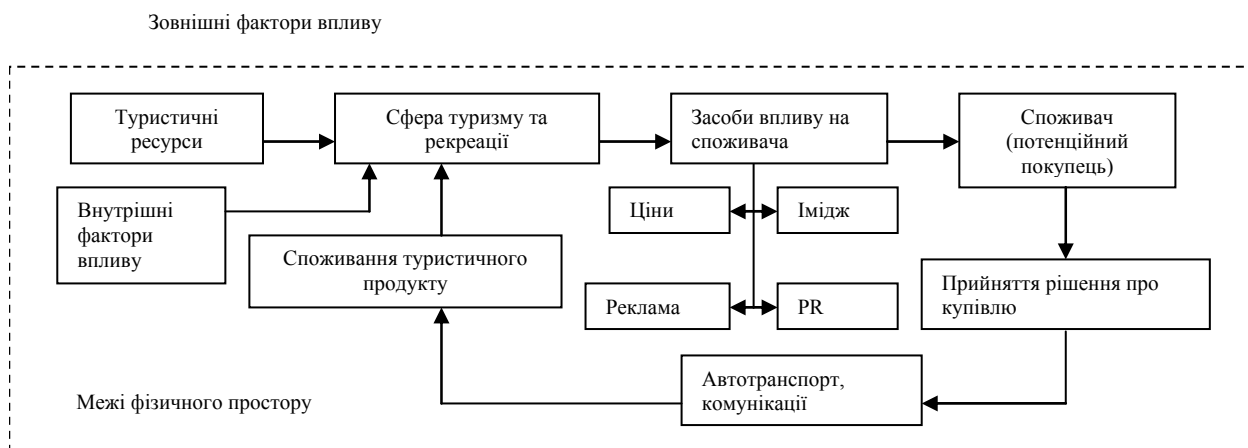 Зовнішні фактори впливу
Туристичні
ресурси
Сфера туризму та
рекреації
Засоби впливу на
споживача
Споживач
(потенційний
покупець)
Внутрішні
фактори
впливу
Ціни
Імідж
Споживання туристичного
продукту
Прийняття рішення про
купівлю
Реклама
PR
Автотранспорт,
комунікації
Межі фізичного простору